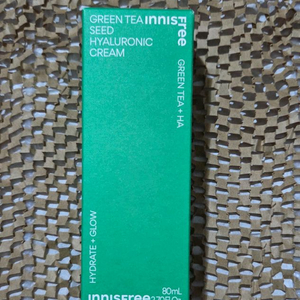 GREEN TEA
SEED
HYALURONIC
CREAM
innisfree
GREEN TEA + HA
HYDRATE + GLOW
80mL
innisfree